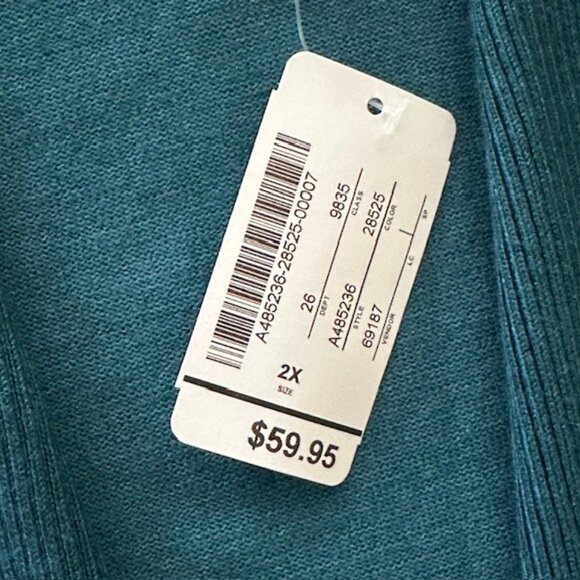 A485236-28525-00007
26 9835
DEPT CLASS
A485236 28525
STYLE COLOR
69187
VENDOR LC SP
2X
SIZE
$59.95